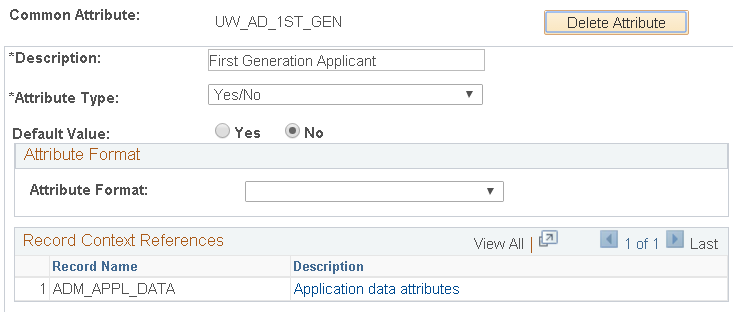 Common Attribute: UW_AD_1ST_GEN Delete Attribute
*Description: First Generation Applicant
*Attribute Type: Yes/No
Default Value: Yes No
Attribute Format
Attribute Format:
Record Context References View All | 1 of 1 Last
Record Name Description
1 ADM_APPL_DATA Application data attributes